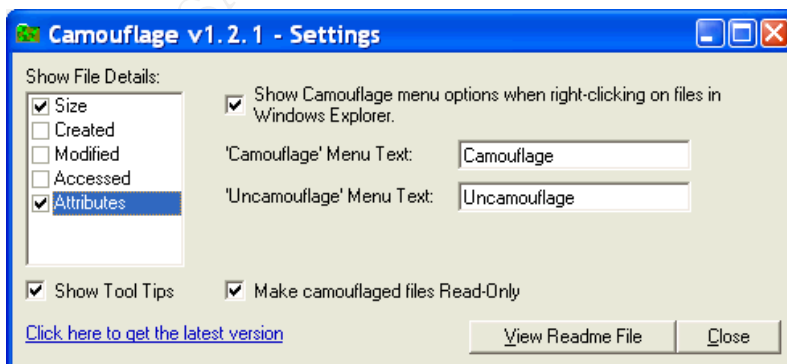 Camouflage v1.2.1 - Settings
Show File Details:
Size
Created
Modified
Accessed
Attributes
Show Camouflage menu options when right-clicking on files in
Windows Explorer.
'Camouflage' Menu Text:
Camouflage
'Uncamouflage' Menu Text:
Uncamouflage
Show Tool Tips
Make camouflaged files Read-Only
Click here to get the latest version
View Readme File
Close